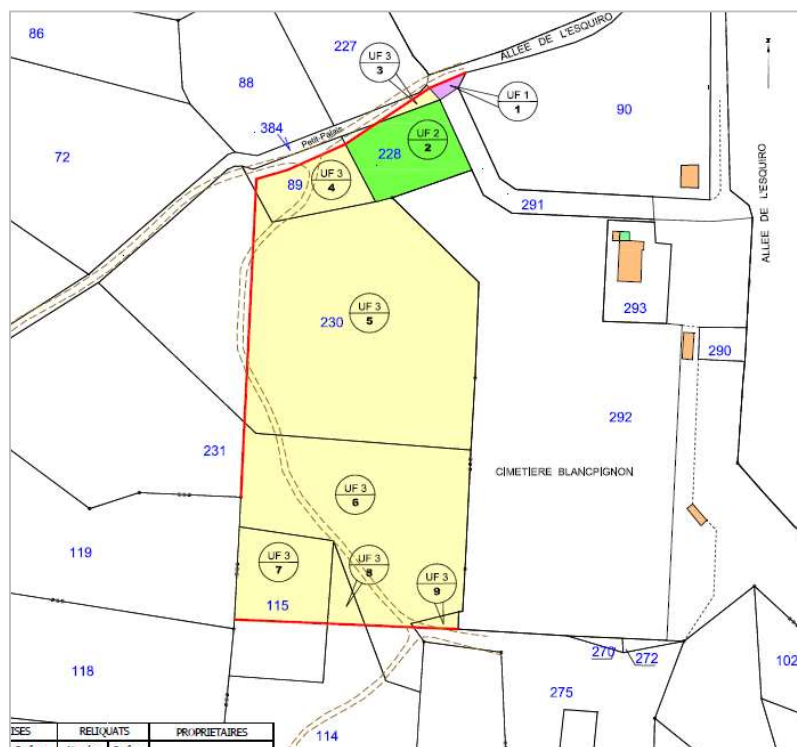 86
227
ALLÉE DE L'ESQUIRO
UF 3
3
88
UF 1
1
90
384
Petit-Palais
72
UF 2
2
228
89
UF 3
4
291
ALLEE DE L'ESQUIRO
UF 3
5
230
293
290
292
231
CIMETIERE BLANCPIGNON
UF 3
6
119
UF 3
7
UF 3
8
UF 3
9
115
118
270
272
102
275
114
RELIQUATS
PROPRIETAIRES